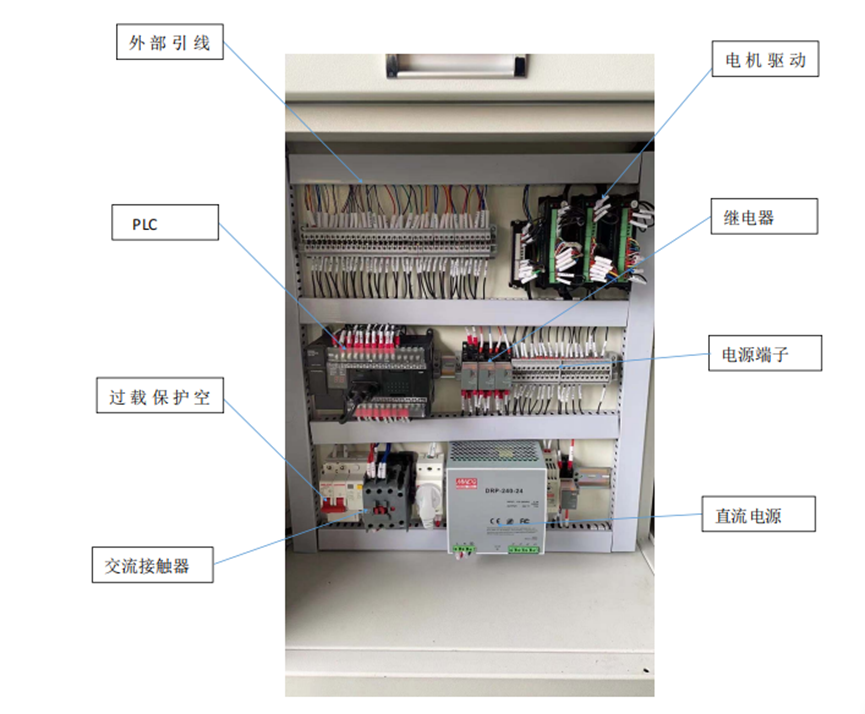 外部引线
电机驱动
PLC
继电器
电源端子
过载保护空
直流电源
交流接触器
DRP-240-24